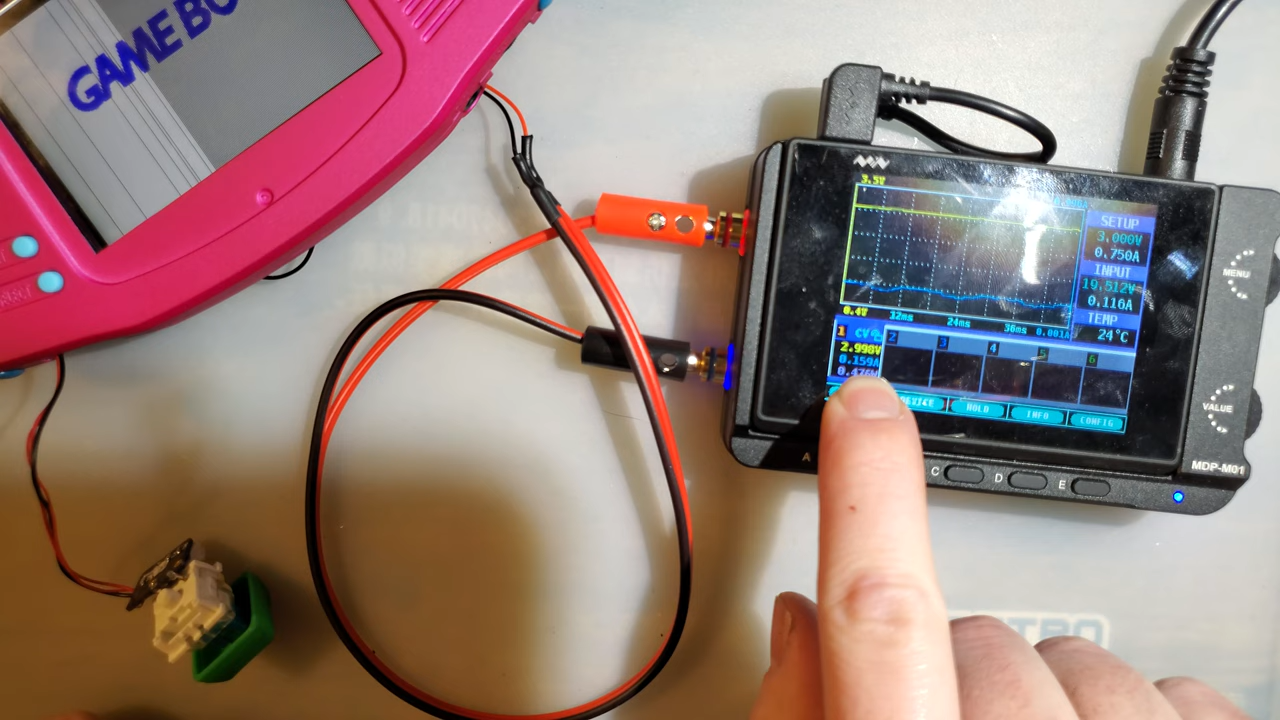 GAME BO
3.5V
SETUP
3.000V
0.750A
INPUT
19.512V
0.116A
TEMP
24°C
0.4V 12ms 24ms 36ms 0.001A
1 CV 2 3 4 5 6
2.998V
0.159A
0.476W
HOLD INFO CONFIG
A C D E
MENU
VALUE
MDP-M01